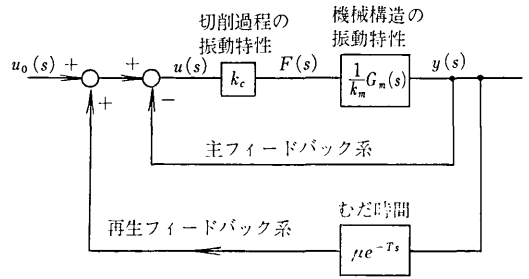 切削過程の
振動特性
機械構造の
振動特性
u₀(s) + + u(s) k_c F(s) 1/k_m G_m(s) y(s)
+ −
主フィードバック系
むだ時間
再生フィードバック系
μe^{-Ts}